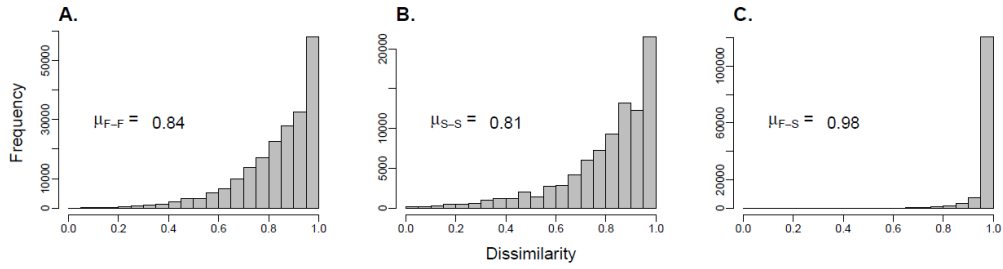 A.
B.
C.
Frequency
0
10000
30000
50000
μF–F = 0.84
0.0 0.2 0.4 0.6 0.8 1.0
0
5000
10000
20000
μS–S = 0.81
0.0 0.2 0.4 0.6 0.8 1.0
0
20000
40000
60000
80000
100000
μF–S = 0.98
0.0 0.2 0.4 0.6 0.8 1.0
Dissimilarity